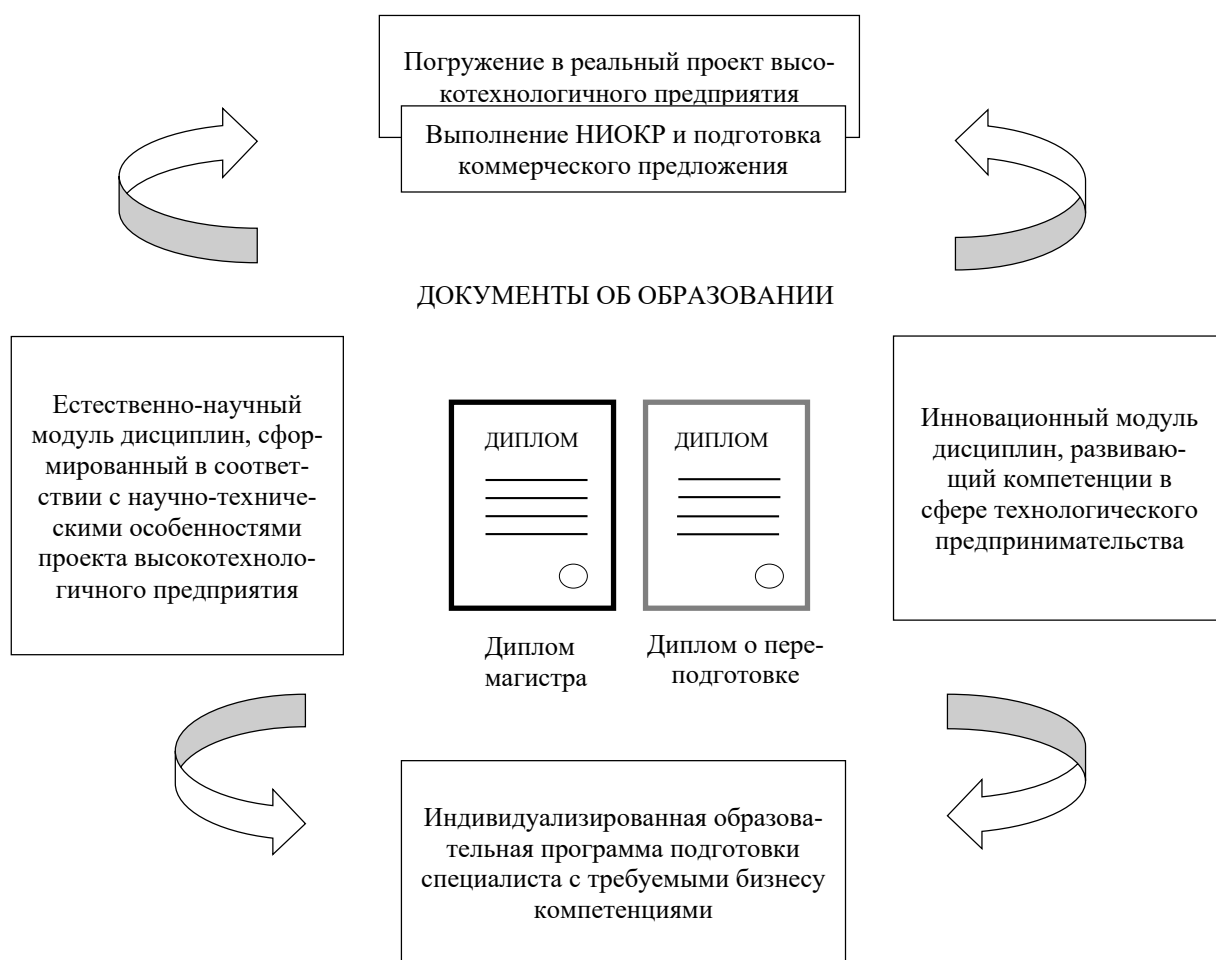 Погружение в реальный проект высо-
котехнологичного предприятия
Выполнение НИОКР и подготовка
коммерческого предложения
ДОКУМЕНТЫ ОБ ОБРАЗОВАНИИ
Естественно-научный
модуль дисциплин, сфор-
мированный в соответ-
ствии с научно-техниче-
скими особенностями
проекта высокотехноло-
гичного предприятия
ДИПЛОМ
Диплом
магистра
ДИПЛОМ
Диплом о пере-
подготовке
Инновационный модуль
дисциплин, развиваю-
щий компетенции в
сфере технологического
предпринимательства
Индивидуализированная образова-
тельная программа подготовки
специалиста с требуемыми бизнесу
компетенциями